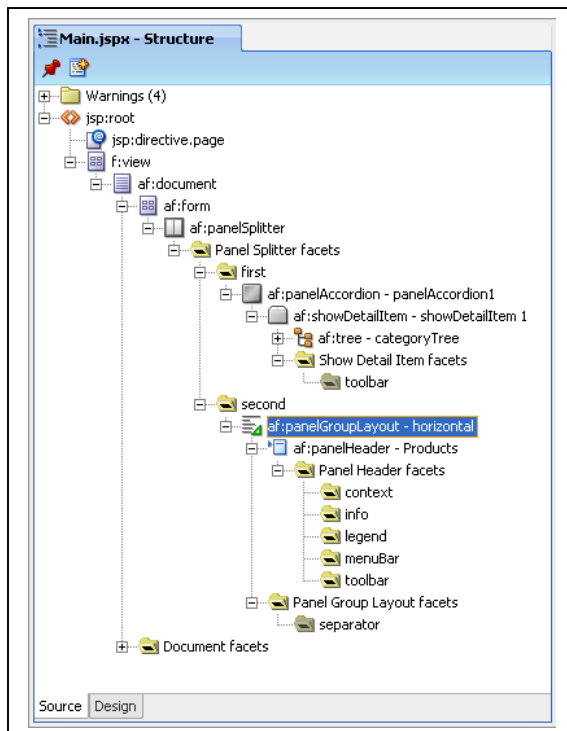 Main.jspx - Structure
Warnings (4)
jsp:root
jsp:directive.page
f:view
af:document
af:form
af:panelSplitter
Panel Splitter facets
first
af:panelAccordion - panelAccordion1
af:showDetailItem - showDetailItem 1
af:tree - categoryTree
Show Detail Item facets
toolbar
second
af:panelGroupLayout - horizontal
af:panelHeader - Products
Panel Header facets
context
info
legend
menuBar
toolbar
Panel Group Layout facets
separator
Document facets
Source Design